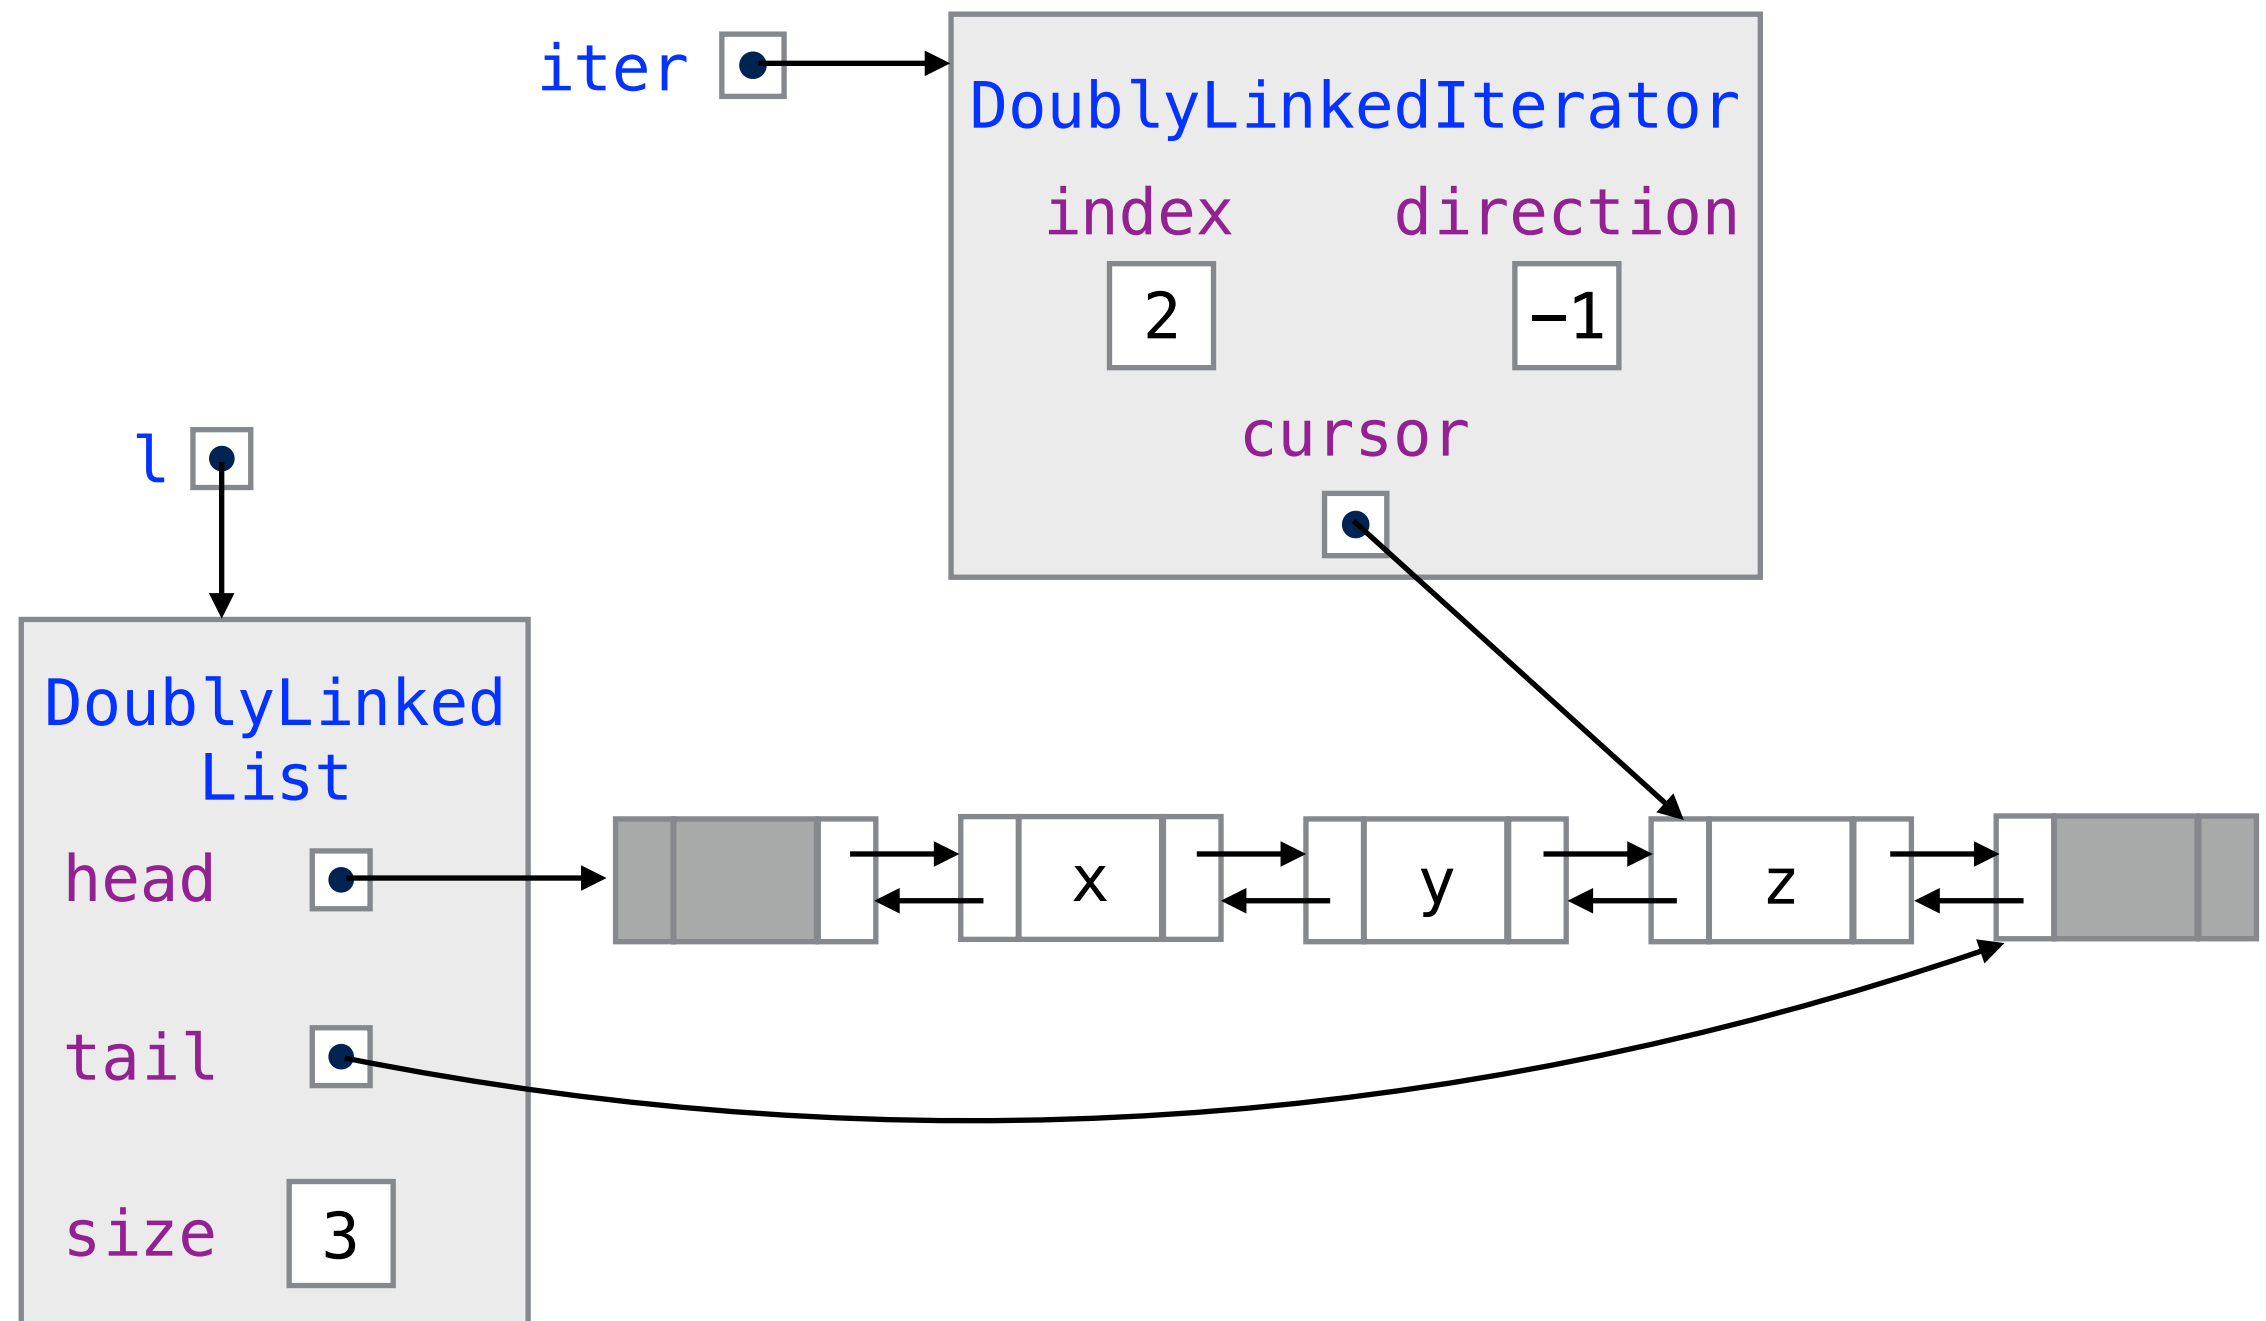 iter
DoublyLinkedIterator
index direction
2 −1
cursor
l
DoublyLinked
List
head
x y z
tail
size 3